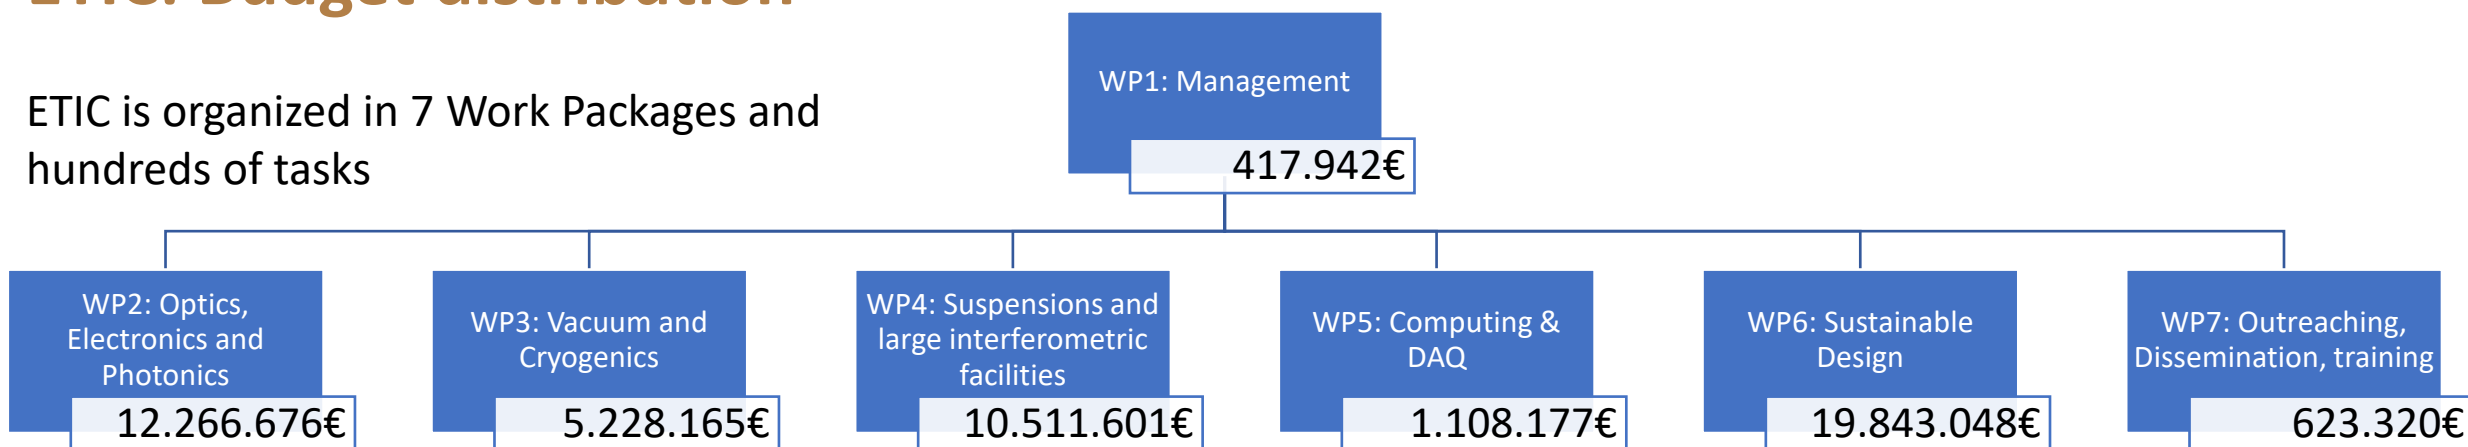 ETIC: Budget distribution
ETIC is organized in 7 Work Packages and
hundreds of tasks
WP1: Management
417.942€
WP2: Optics,
Electronics and
Photonics
12.266.676€
WP3: Vacuum and
Cryogenics
5.228.165€
WP4: Suspensions and
large interferometric
facilities
10.511.601€
WP5: Computing &
DAQ
1.108.177€
WP6: Sustainable
Design
19.843.048€
WP7: Outreaching,
Dissemination, training
623.320€